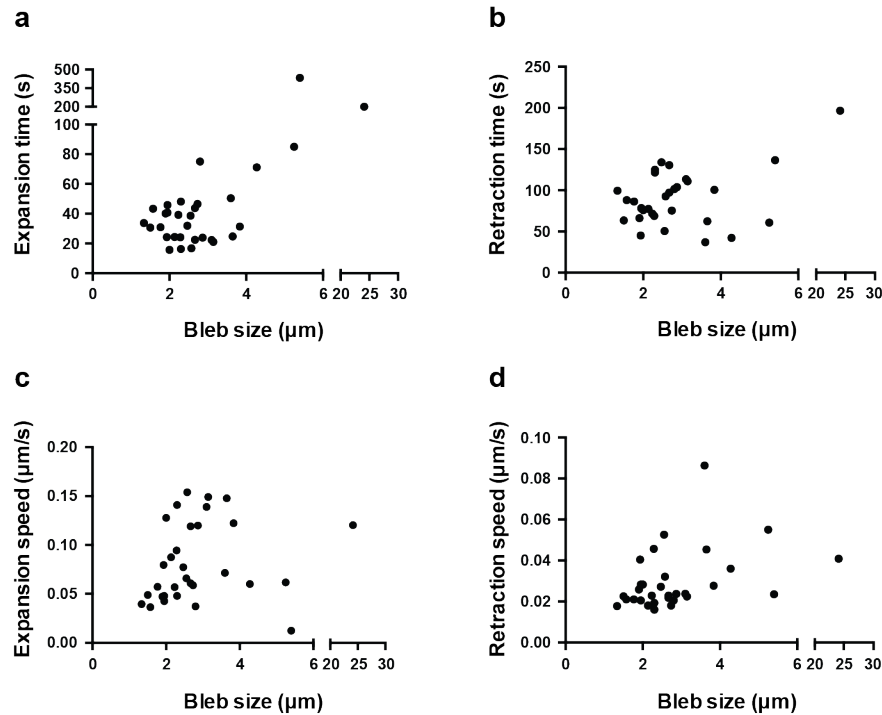 a
Expansion time (s)
500
350
200
100
80
60
40
20
0
0 2 4 6 20 25 30
Bleb size (µm)
b
Retraction time (s)
250
200
150
100
50
0
0 2 4 6 20 25 30
Bleb size (µm)
c
Expansion speed (µm/s)
0.20
0.15
0.10
0.05
0.00
0 2 4 6 20 25 30
Bleb size (µm)
d
Retraction speed (µm/s)
0.10
0.08
0.06
0.04
0.02
0.00
0 2 4 6 20 25 30
Bleb size (µm)